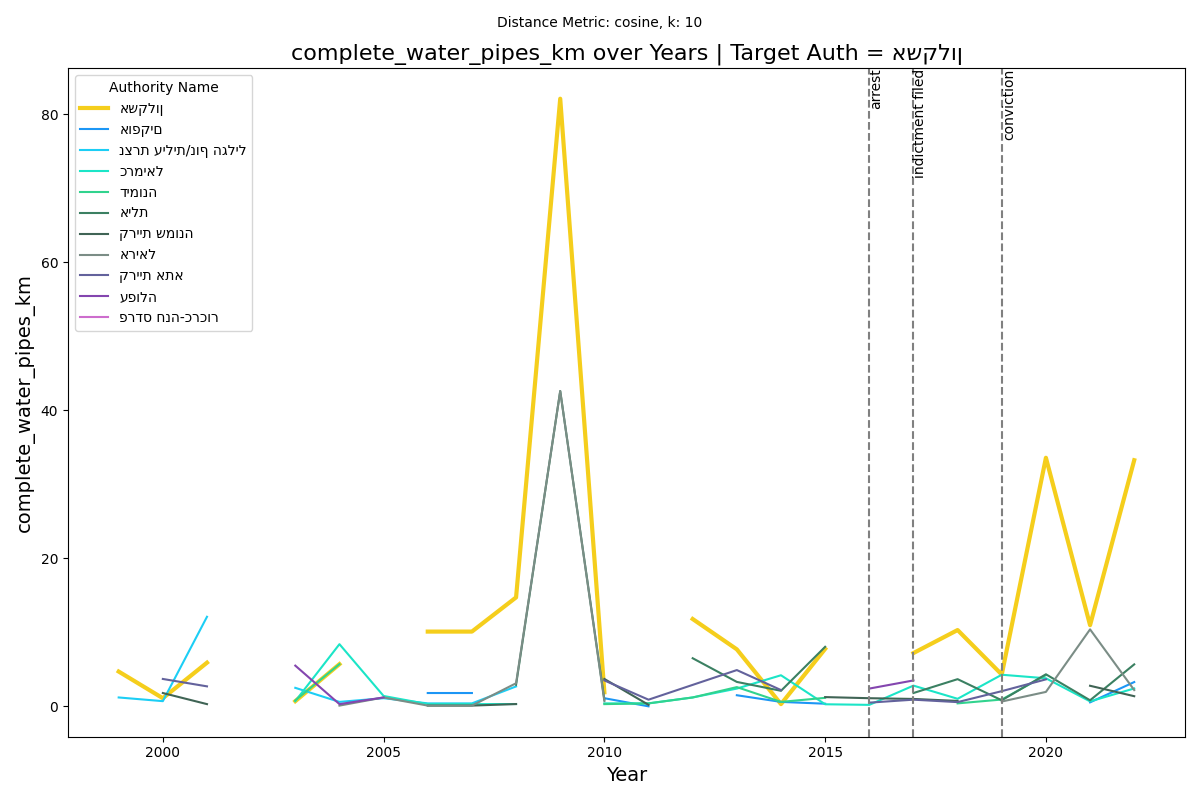 Distance Metric: cosine, k: 10
complete_water_pipes_km over Years | Target Auth = אשקלון
Authority Name
אשקלון
אופקים
נצרת עילית/נוף הגליל
כרמיאל
דימונה
אילת
קריית שמונה
אריאל
קריית אתא
עפולה
פרדס חנה-כרכור
arrest
indictment filed
conviction
80
60
40
20
0
complete_water_pipes_km
2000
2005
2010
2015
2020
Year